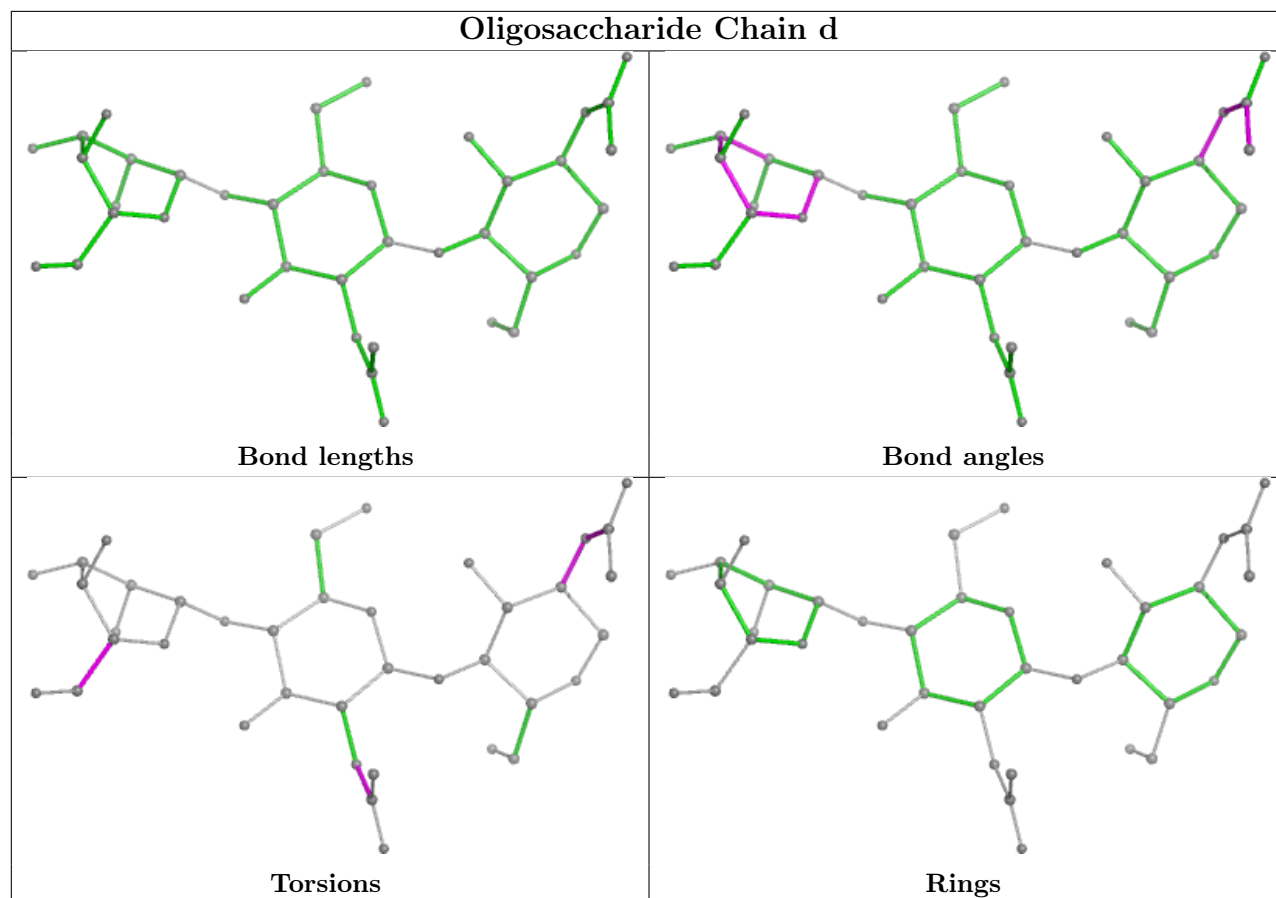 Oligosaccharide Chain d
Bond lengths
Bond angles
Torsions
Rings